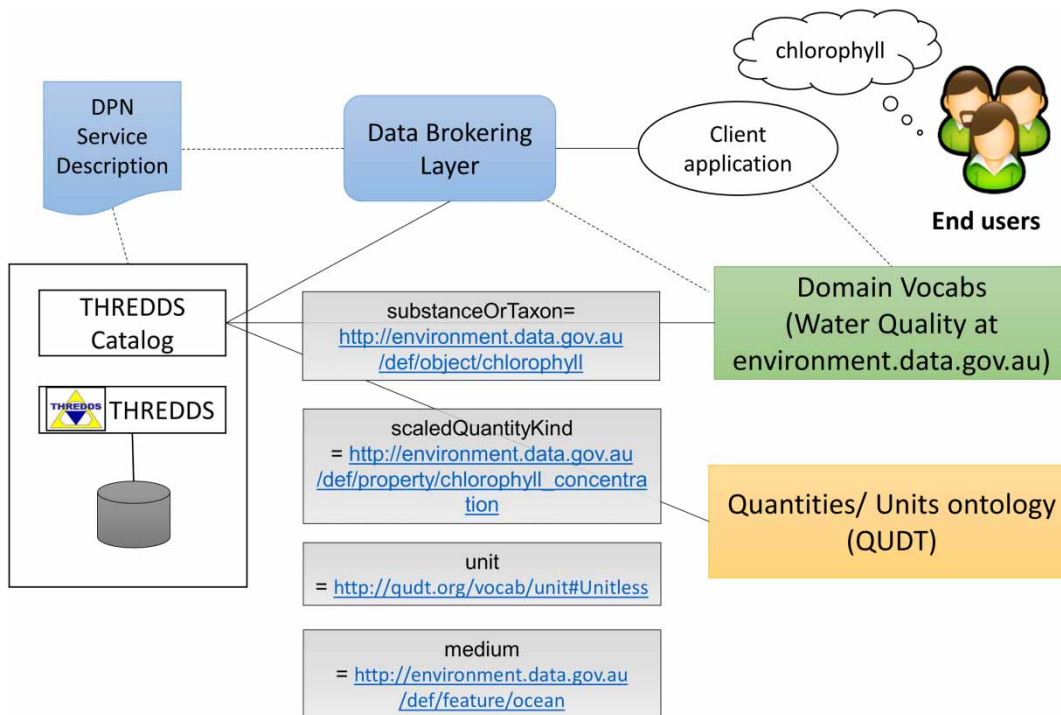 chlorophyll
DPN
Service
Description
Data Brokering
Layer
Client
application
End users
THREDDS
Catalog
THREDDS
THREDDS
substanceOrTaxon=
http://environment.data.gov.au
/def/object/chlorophyll
scaledQuantityKind
= http://environment.data.gov.au
/def/property/chlorophyll_concentra
tion
unit
= http://qudt.org/vocab/unit#Unitless
medium
= http://environment.data.gov.au
/def/feature/ocean
Domain Vocabs
(Water Quality at
environment.data.gov.au)
Quantities/ Units ontology
(QUDT)